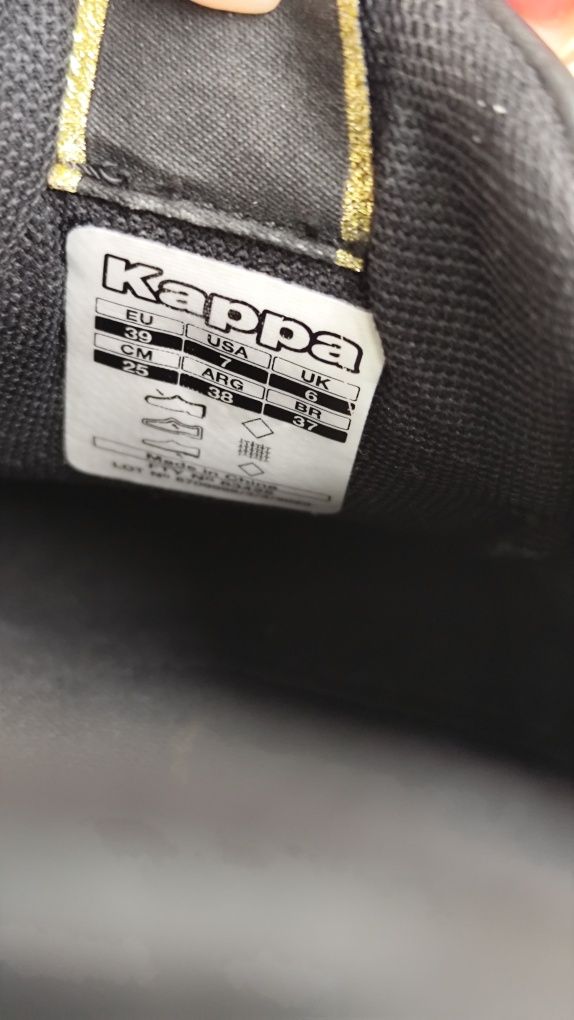 Kappa
EU USA UK
39 7 6
CM ARG BR
25 38 37
Made in China